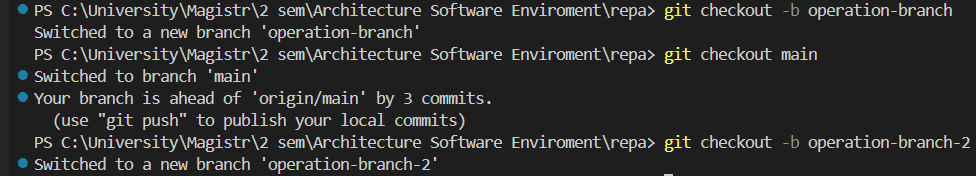 PS C:\University\Magistr\2 sem\Architecture Software Enviroment\repa> git checkout -b operation-branch
Switched to a new branch 'operation-branch'
PS C:\University\Magistr\2 sem\Architecture Software Enviroment\repa> git checkout main
Switched to branch 'main'
Your branch is ahead of 'origin/main' by 3 commits.
(use "git push" to publish your local commits)
PS C:\University\Magistr\2 sem\Architecture Software Enviroment\repa> git checkout -b operation-branch-2
Switched to a new branch 'operation-branch-2'